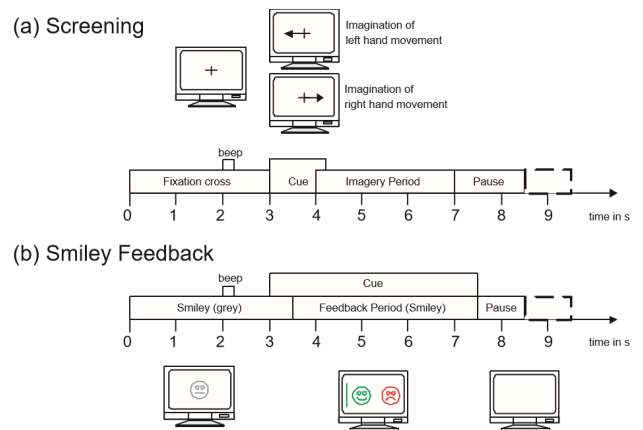 (a) Screening
Imagination of
left hand movement
Imagination of
right hand movement
beep
Fixation cross
Cue
Imagery Period
Pause
0 1 2 3 4 5 6 7 8 9 time in s
(b) Smiley Feedback
beep
Cue
Smiley (grey)
Feedback Period (Smiley)
Pause
0 1 2 3 4 5 6 7 8 9 time in s